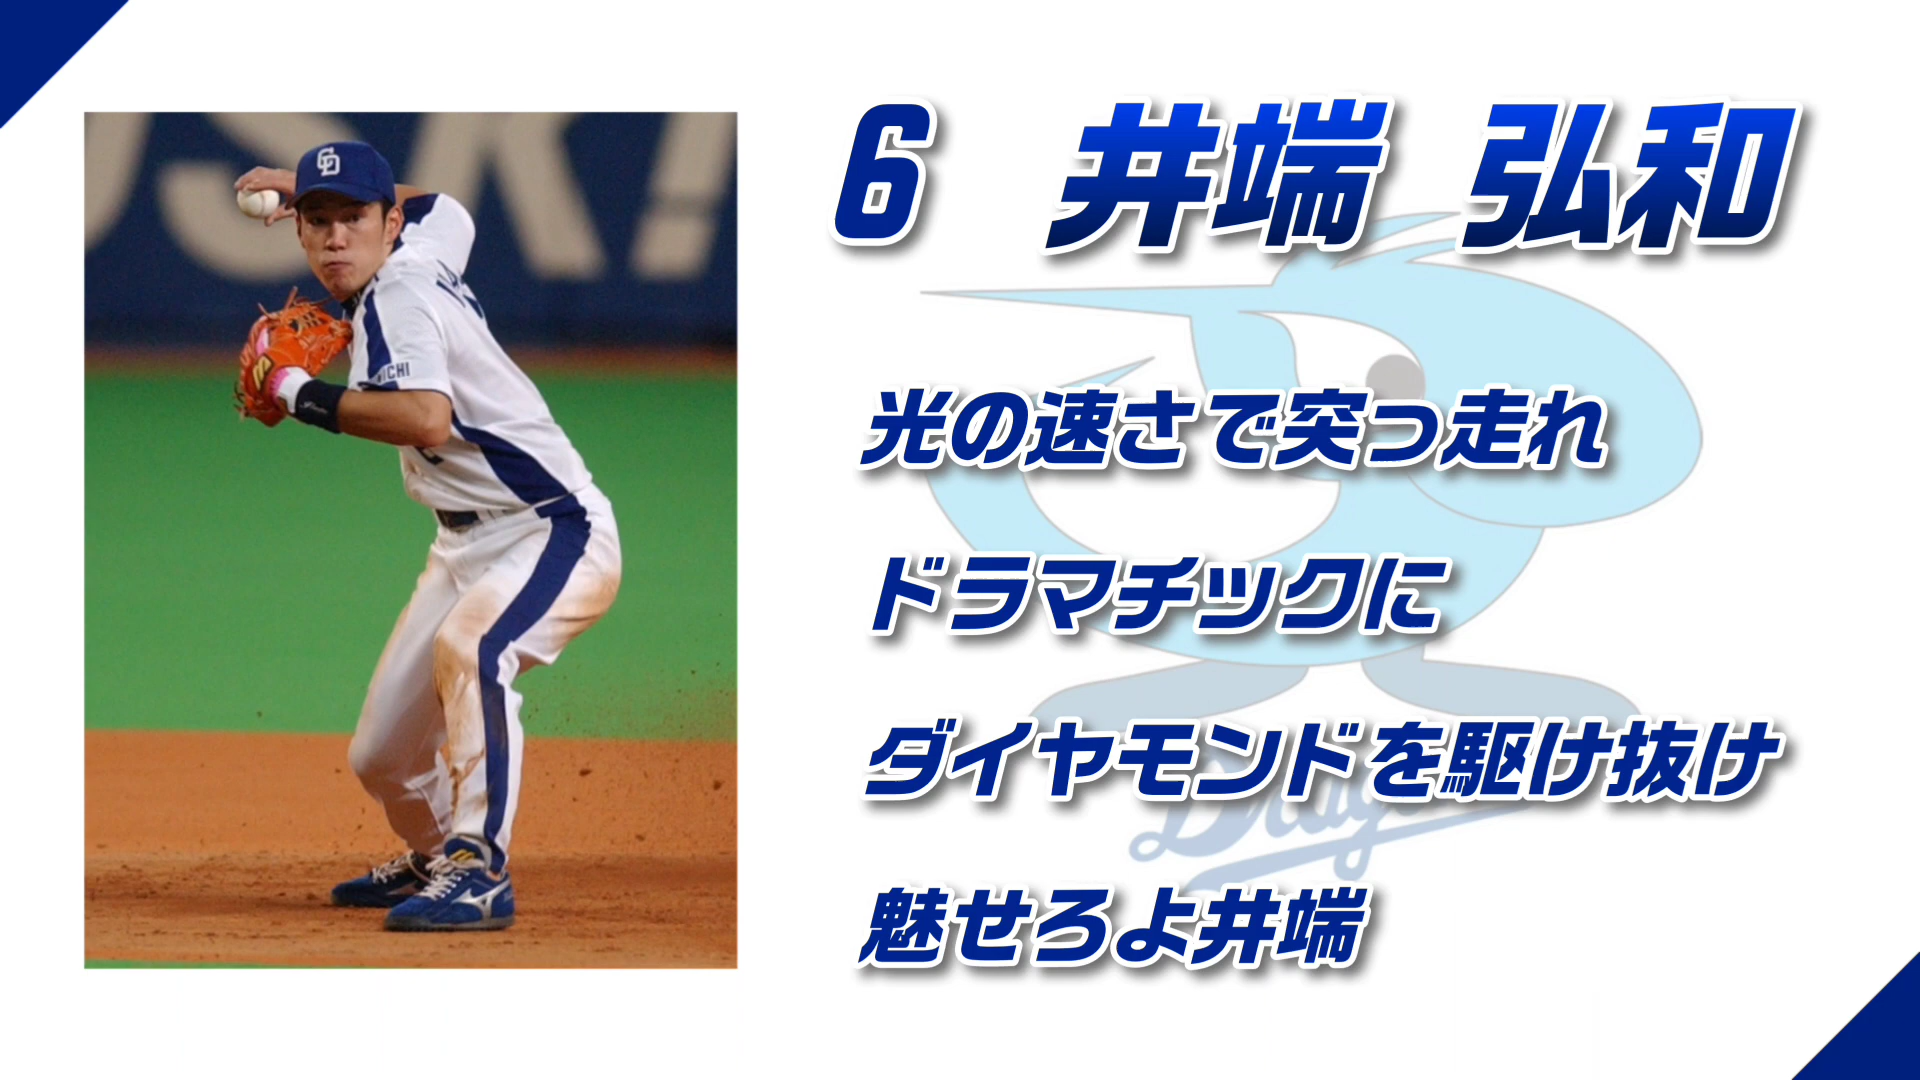 6 井端 弘和
光の速さで突っ走れ
ドラマチックに
ダイヤモンドを駆け抜け
魅せろよ井端
CD
ICHI